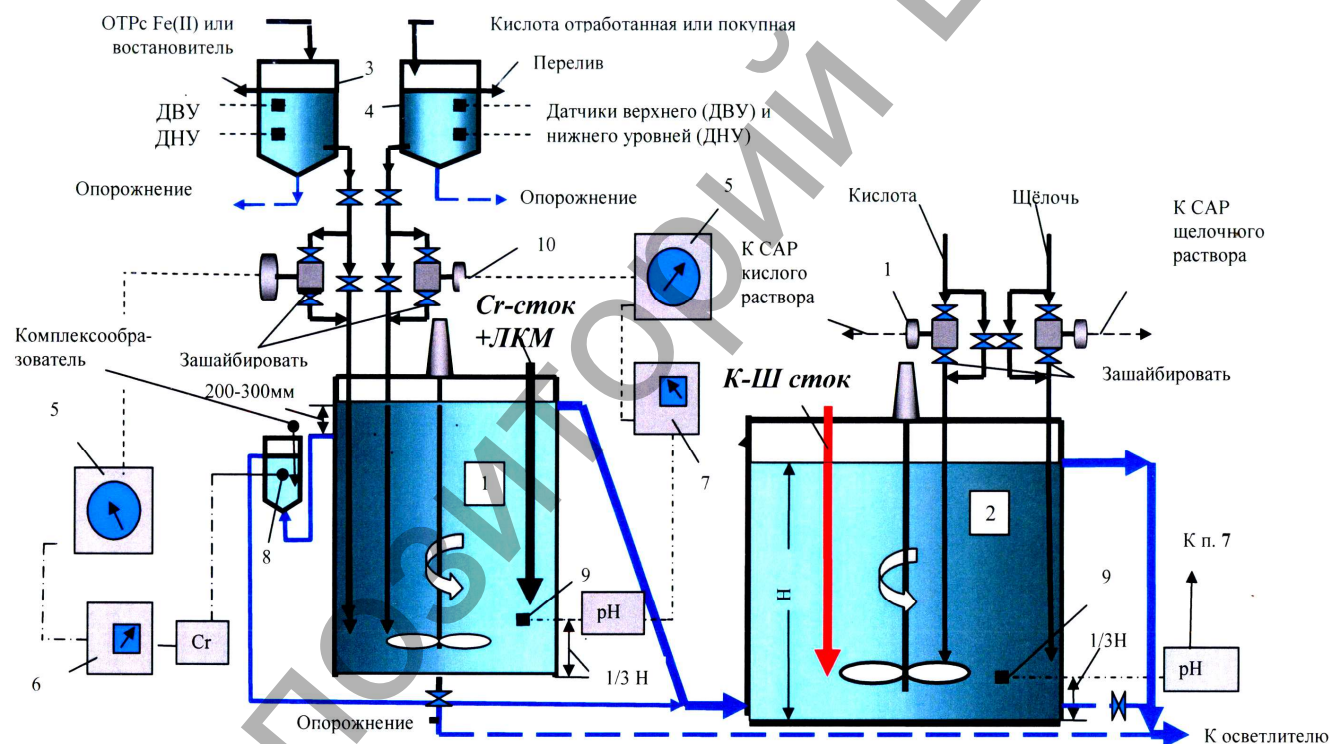 ОТРс Fe(II) или
востановитель
Кислота отработанная или покупная
3
Перелив
4
ДВУ
ДНУ
Датчики верхнего (ДВУ) и
нижнего уровней (ДНУ)
Опорожнение
Опорожнение
5
Кислота
Щёлочь
К САР
щелочного
раствора
10
К САР
кислого
раствора
1
Cr-сток
+ЛКМ
Комплексообра-
зователь
Зашайбировать
200-300мм
К-Ш сток
Зашайбировать
5
7
1
2
8
К п. 7
9
9
H
pH
Cr
6
1/3 H
1/3H
pH
Опорожнение
К осветлителю
ПОЗИТОРИЙ